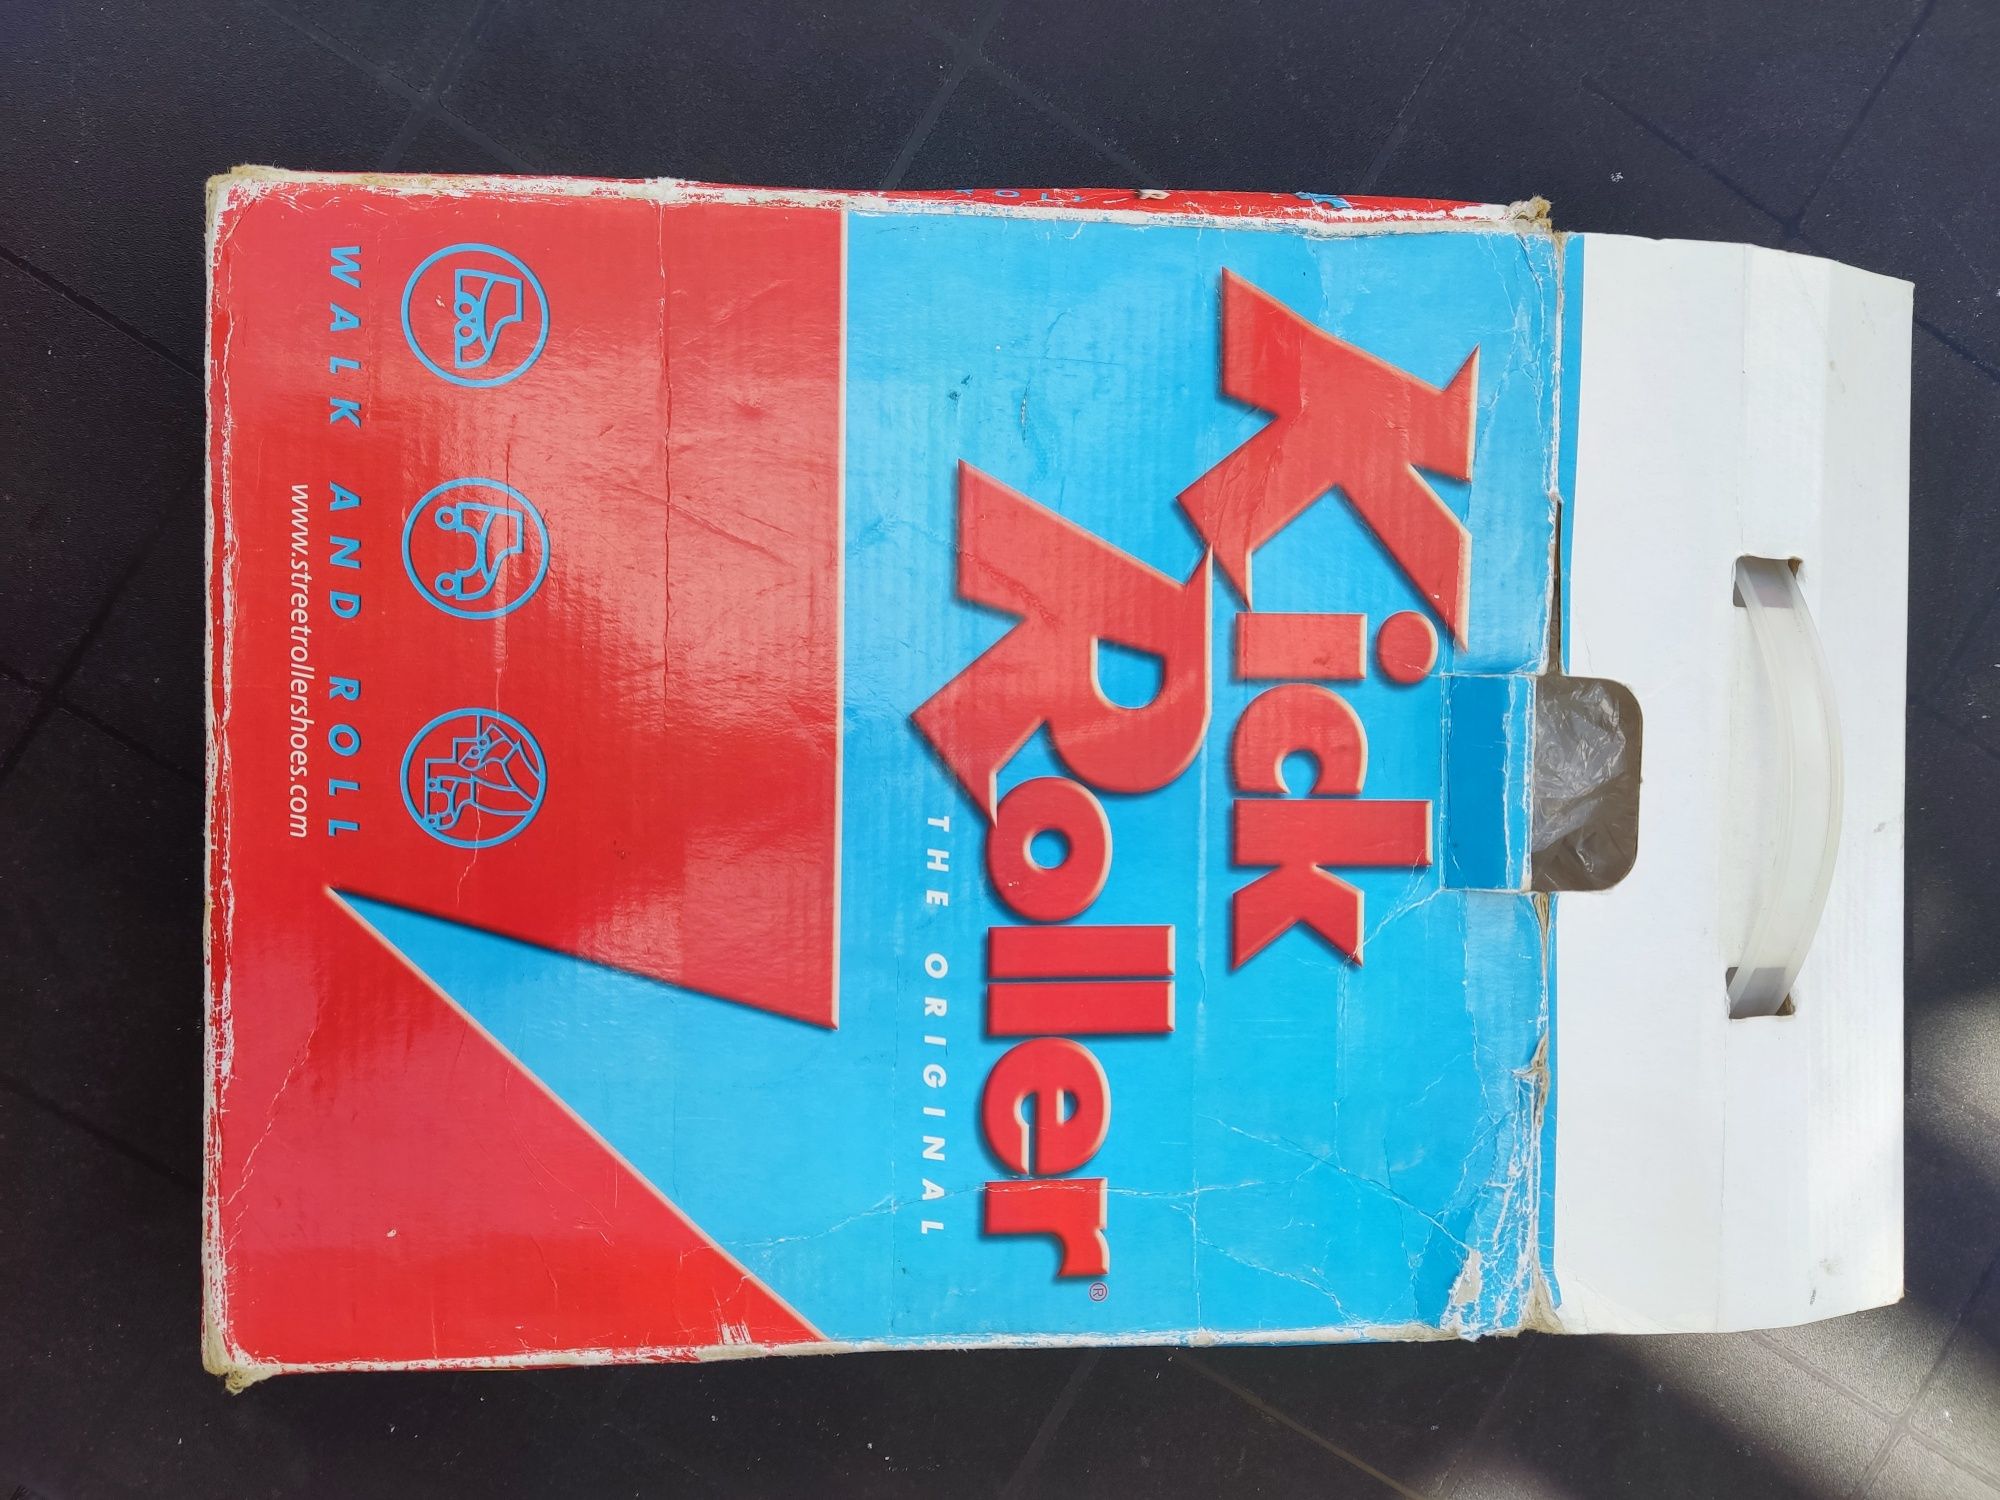 Kick
Roller®
THE ORIGINAL
WALK AND ROLL
www.streetrollershoes.com